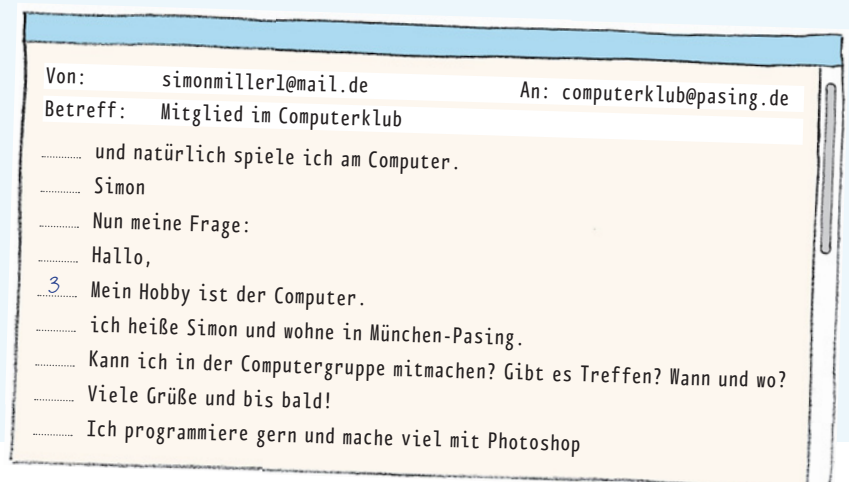 Von: simonmiller1@mail.de An: computerklub@pasing.de
Betreff: Mitglied im Computerklub
............ und natürlich spiele ich am Computer.
............ Simon
............ Nun meine Frage:
............ Hallo,
3 Mein Hobby ist der Computer.
............ ich heiße Simon und wohne in München-Pasing.
............ Kann ich in der Computergruppe mitmachen? Gibt es Treffen? Wann und wo?
............ Viele Grüße und bis bald!
............ Ich programmiere gern und mache viel mit Photoshop